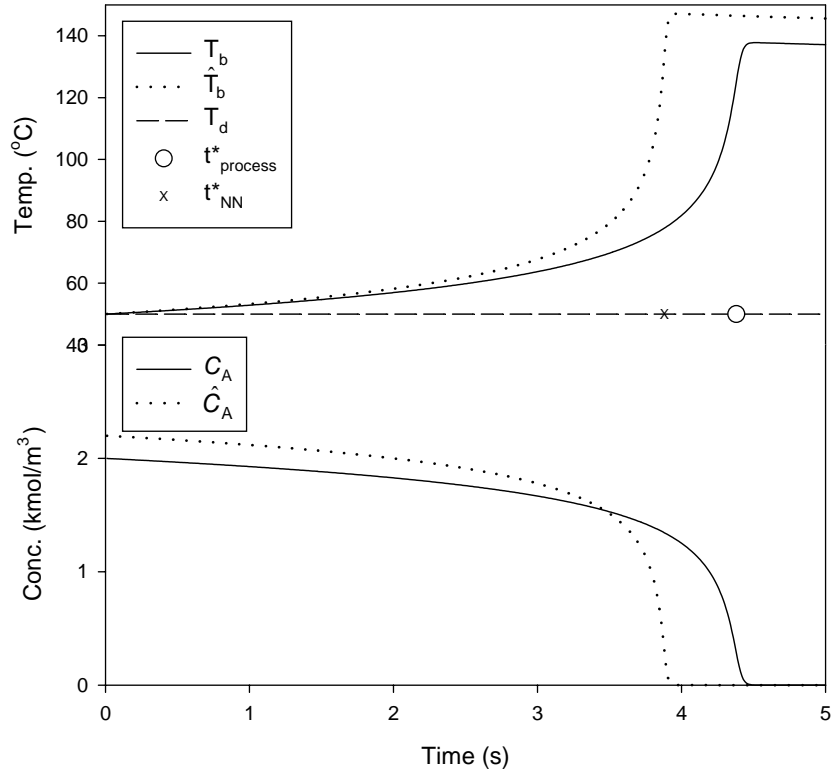 140
120
100
80
60
40
Temp. (°C)
T_b
T̂_b
T_d
t*_process
x t*_NN
3
2
1
0
Conc. (kmol/m³)
C_A
Ĉ_A
0 1 2 3 4 5
Time (s)